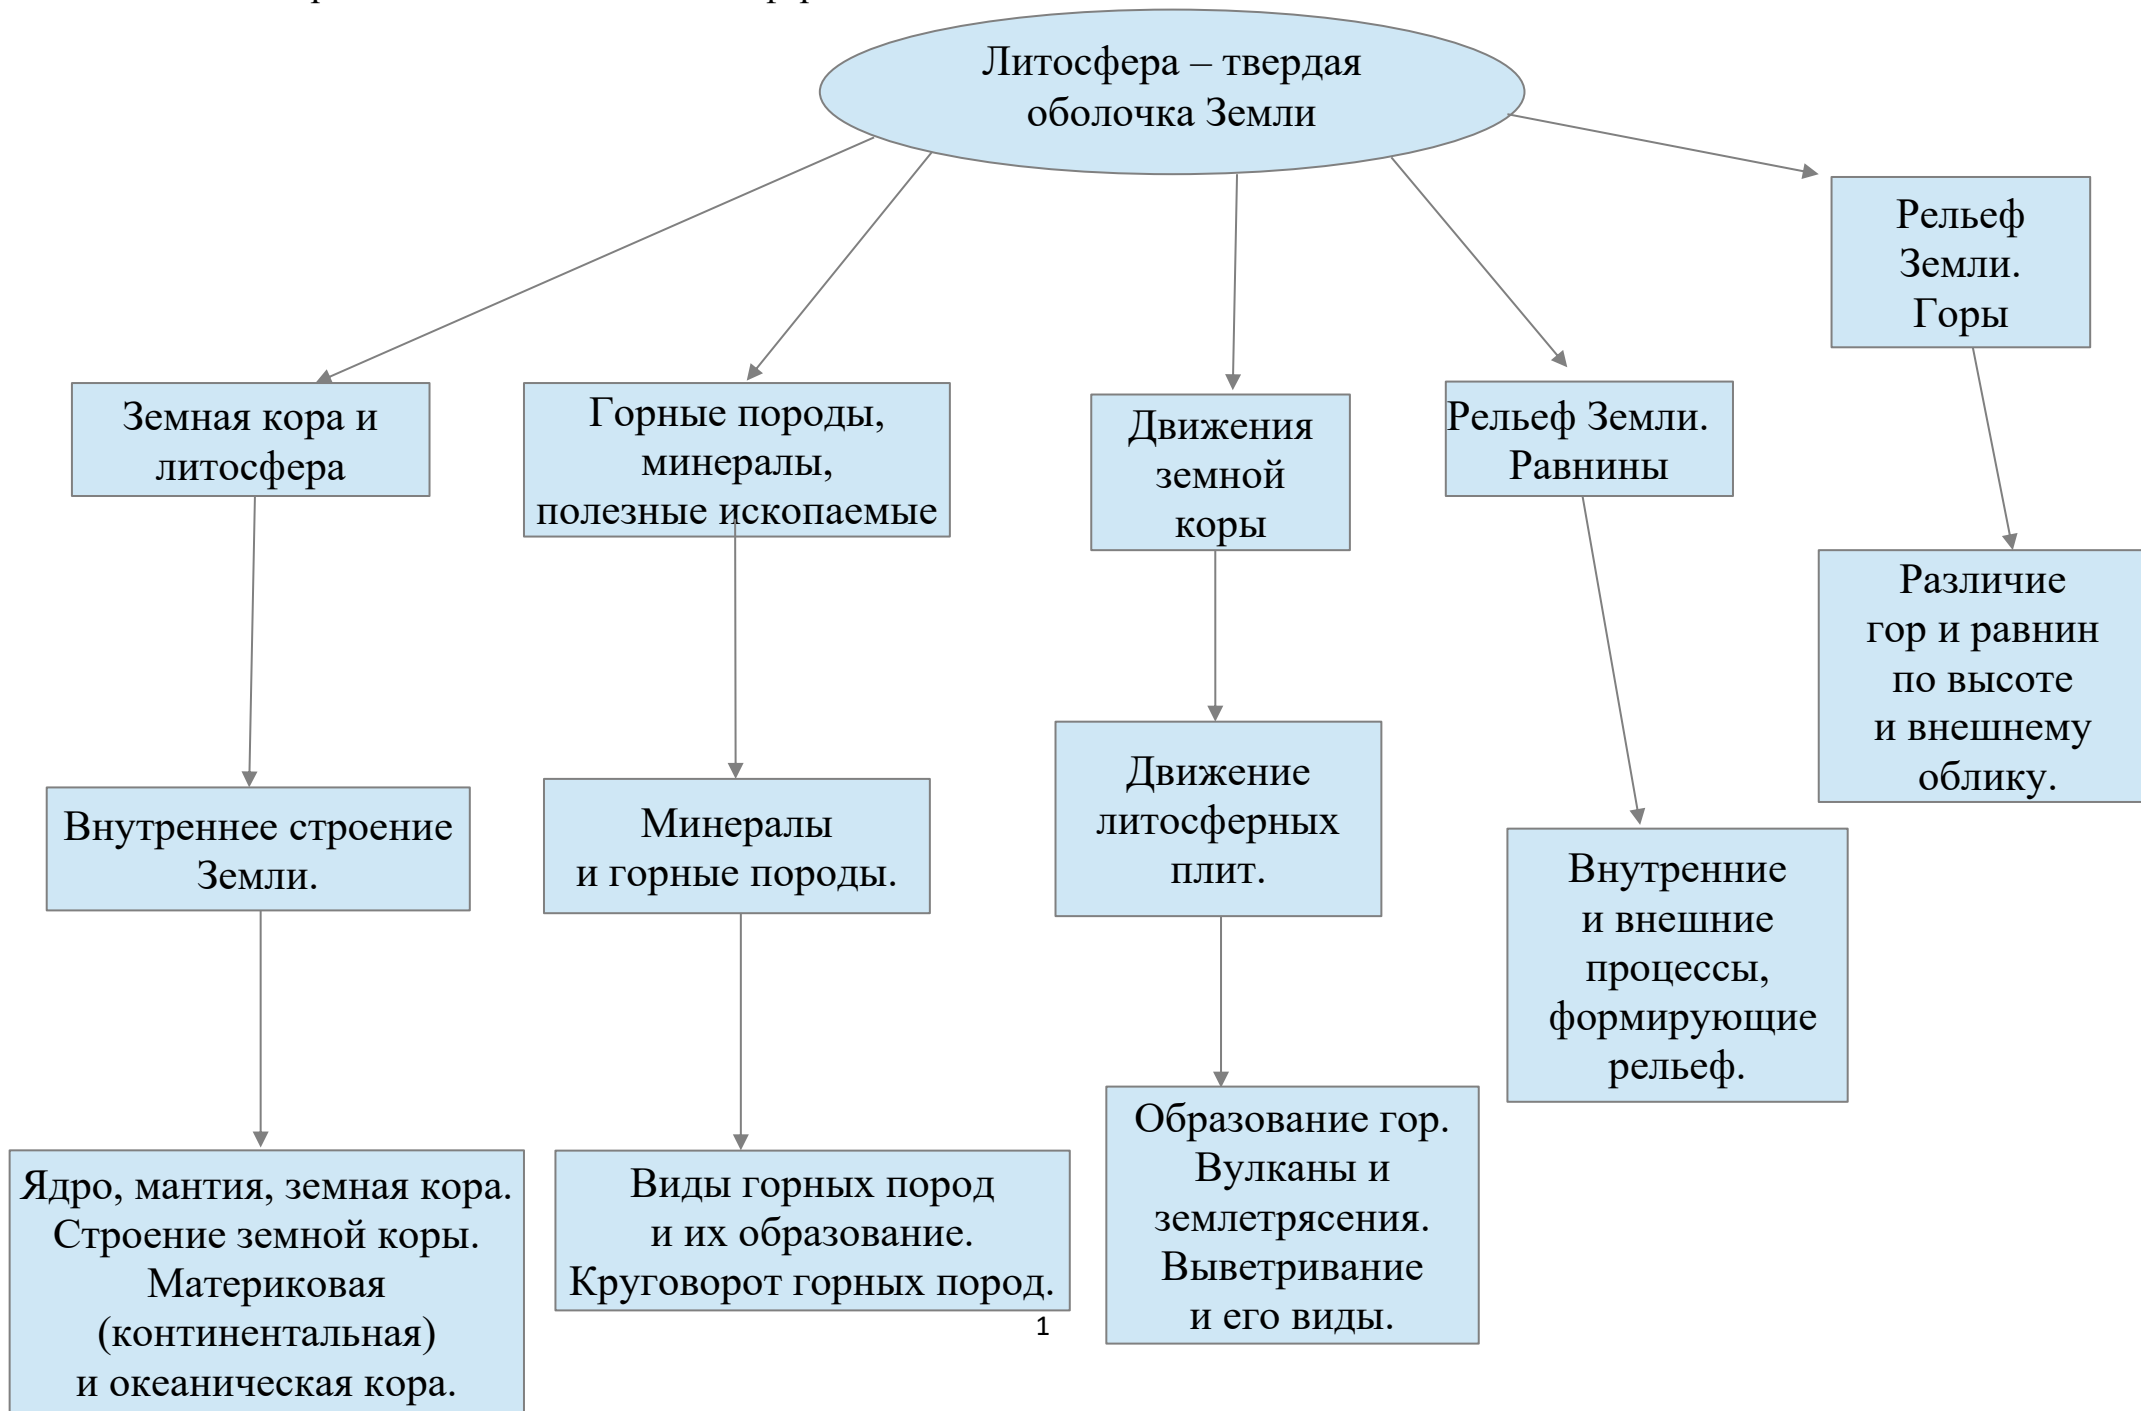 Литосфера – твердая
оболочка Земли
Рельеф
Земли.
Горы
Земная кора и
литосфера
Горные породы,
минералы,
полезные ископаемые
Движения
земной
коры
Рельеф Земли.
Равнины
Различие
гор и равнин
по высоте
и внешнему
облику.
Внутреннее строение
Земли.
Минералы
и горные породы.
Движение
литосферных
плит.
Внутренние
и внешние
процессы,
формирующие
рельеф.
Ядро, мантия, земная кора.
Строение земной коры.
Материковая
(континентальная)
и океаническая кора.
Виды горных пород
и их образование.
Круговорот горных пород.
Образование гор.
Вулканы и
землетрясения.
Выветривание
и его виды.
1